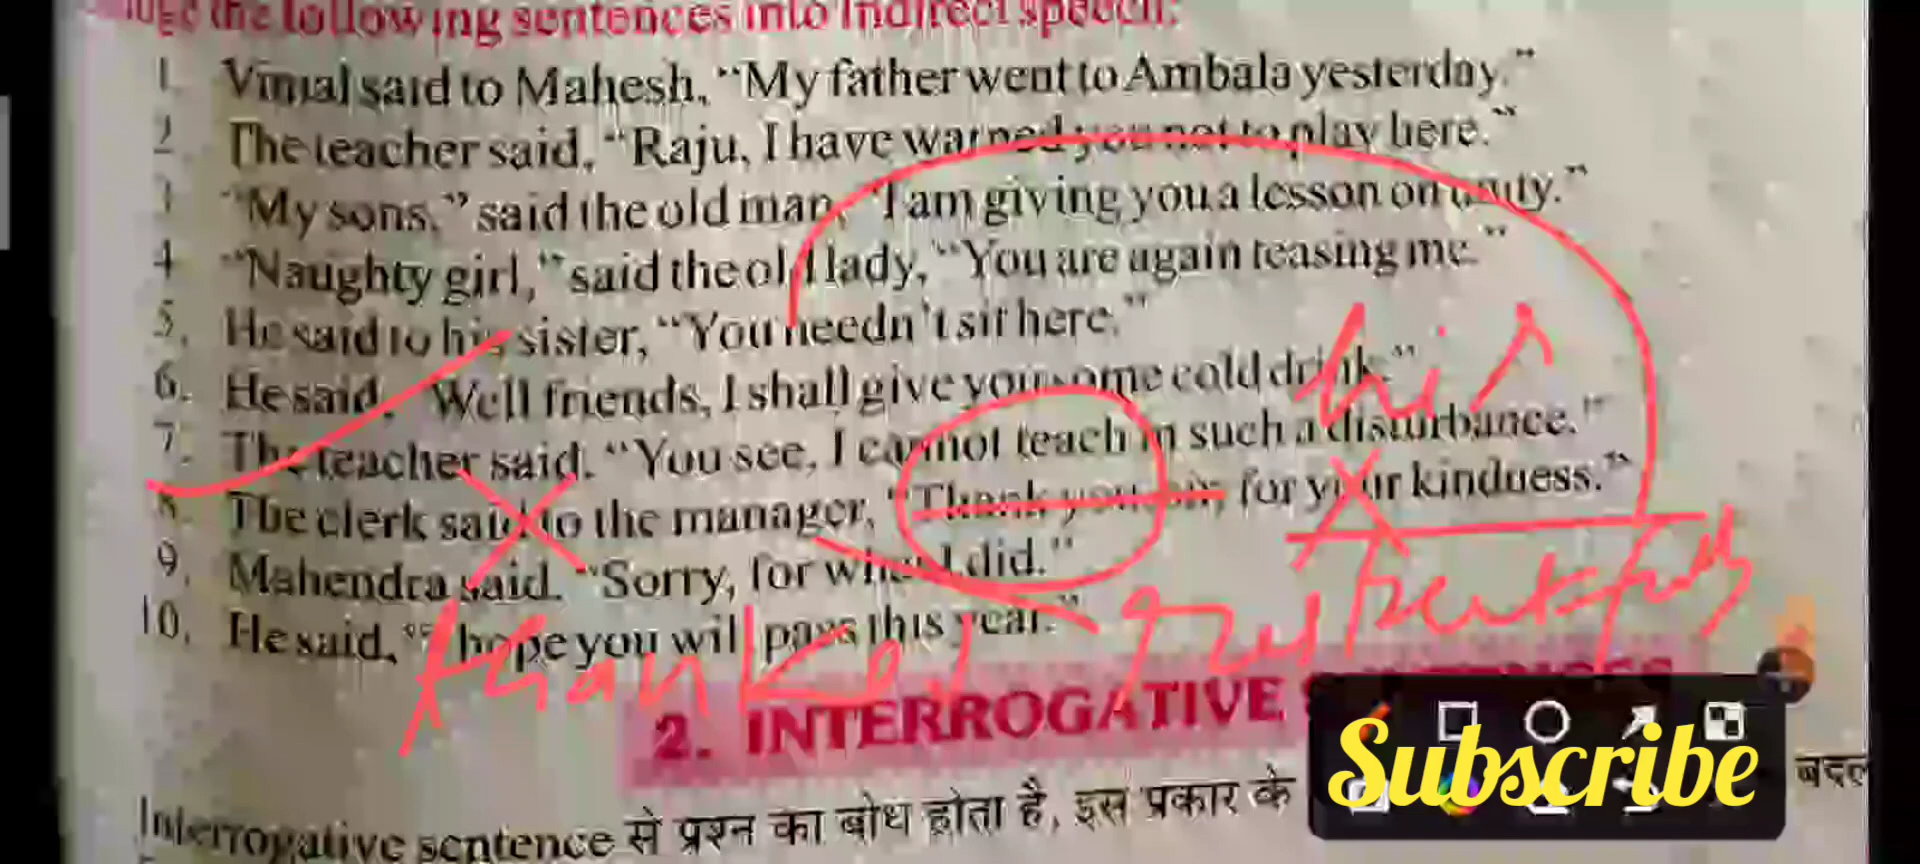 the following sentences into Indirect speech:
1. Vimal said to Mahesh, "My father went to Ambala yesterday."
2. The teacher said, "Raju, I have warned you not to play here."
3. "My sons," said the old man, "I am giving you a lesson on unity."
4. "Naughty girl," said the old lady, "You are again teasing me."
5. He said to his sister, "You needn't sit here."
his
6. He said, "Well friends, I shall give you some cold drink."
7. The teacher said, "You see, I cannot teach in such a disturbance."
8. The clerk said to the manager, "Thank you, sir, for your kindness."
9. Mahendra said, "Sorry, for what I did."
10. He said, "I hope you will pass this year."
thanked
2. INTERROGATIVE SENTENCES
Subscribe
Interrogative sentence से प्रश्न का बोध होता है, इस प्रकार के
बदल